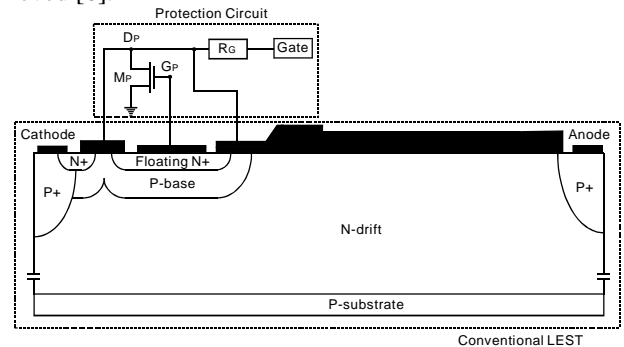 Protection Circuit
DP
RG
Gate
MP
GP
Cathode
Anode
N+
Floating N+
P-base
P+
P+
N-drift
P-substrate
Conventional LEST